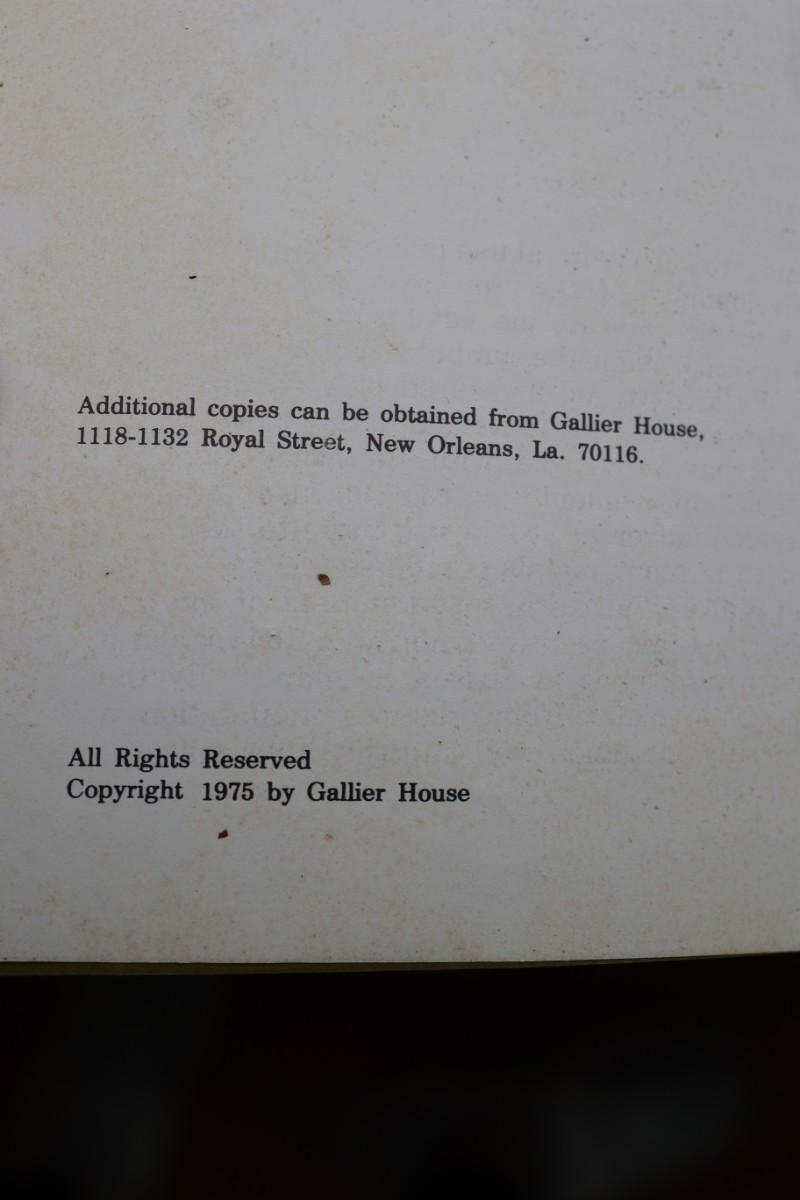 Additional copies can be obtained from Gallier House,
1118-1132 Royal Street, New Orleans, La. 70116.
All Rights Reserved
Copyright 1975 by Gallier House